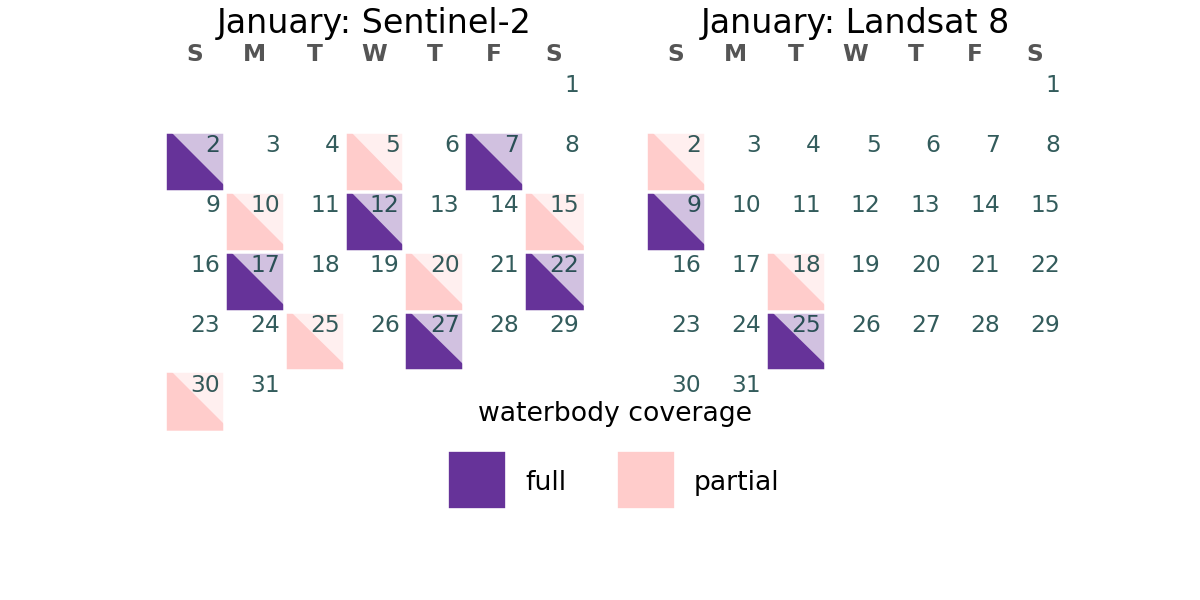 January: Sentinel-2
S M T W T F S
1
2 3 4 5 6 7 8
9 10 11 12 13 14 15
16 17 18 19 20 21 22
23 24 25 26 27 28 29
30 31
January: Landsat 8
S M T W T F S
1
2 3 4 5 6 7 8
9 10 11 12 13 14 15
16 17 18 19 20 21 22
23 24 25 26 27 28 29
30 31
waterbody coverage
full partial